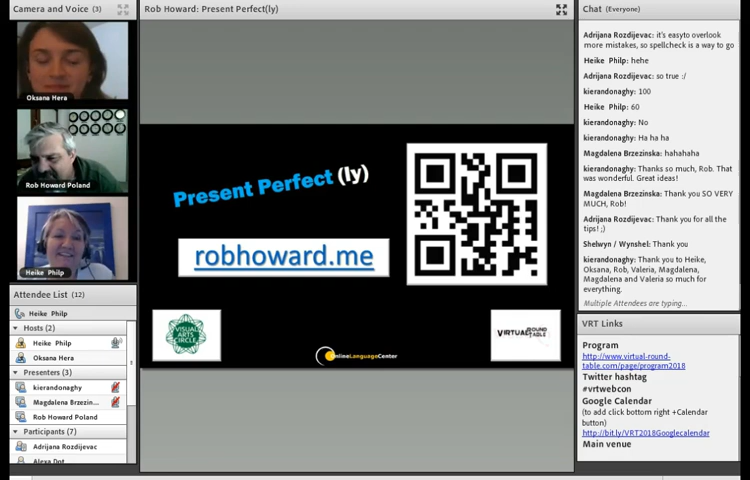 Camera and Voice (3)
Oksana Hera
Rob Howard Poland
Heike Philp
Attendee List (12)
Heike Philp
Hosts (2)
Heike Philp
Oksana Hera
Presenters (3)
kierandonaghy
Magdalena Brzezin...
Rob Howard Poland
Participants (7)
Adrijana Rozdijevac
Alexa Dot
Rob Howard: Present Perfect(ly)
Present Perfect (ly)
robhoward.me
VISUAL
ARTS
CIRCLE
OnlineLanguageCenter
VIRTUAL ROUND
TABLE
Chat (Everyone)
Adrijana Rozdijevac: it's easyto overlook
more mistakes, so spellcheck is a way to
go
Heike Philp: hehe
Adrijana Rozdijevac: so true :/
kierandonaghy: 100
Heike Philp: 60
kierandonaghy: No
kierandonaghy: Ha ha ha
Magdalena Brzezinska: hahahaha
kierandonaghy: Thanks so much, Rob. That
was wonderful. Great ideas!
Magdalena Brzezinska: Thank you SO VERY
MUCH, Rob!
Adrijana Rozdijevac: Thank you for all the
tips! ;)
Shelwyn / Wynshel: Thank you
kierandonaghy: Thank you to Heike,
Oksana, Rob, Valeria, Magdalena,
Magdalena and Valeria so much for
everything.
Multiple Attendees are typing...
VRT Links
Program
http://www.virtual-round-
table.com/page/program2018
Twitter hashtag
#vrtwebcon
Google Calendar
(to add click bottom right +Calendar
button)
http://bit.ly/VRT2018Googlecalendar
Main venue